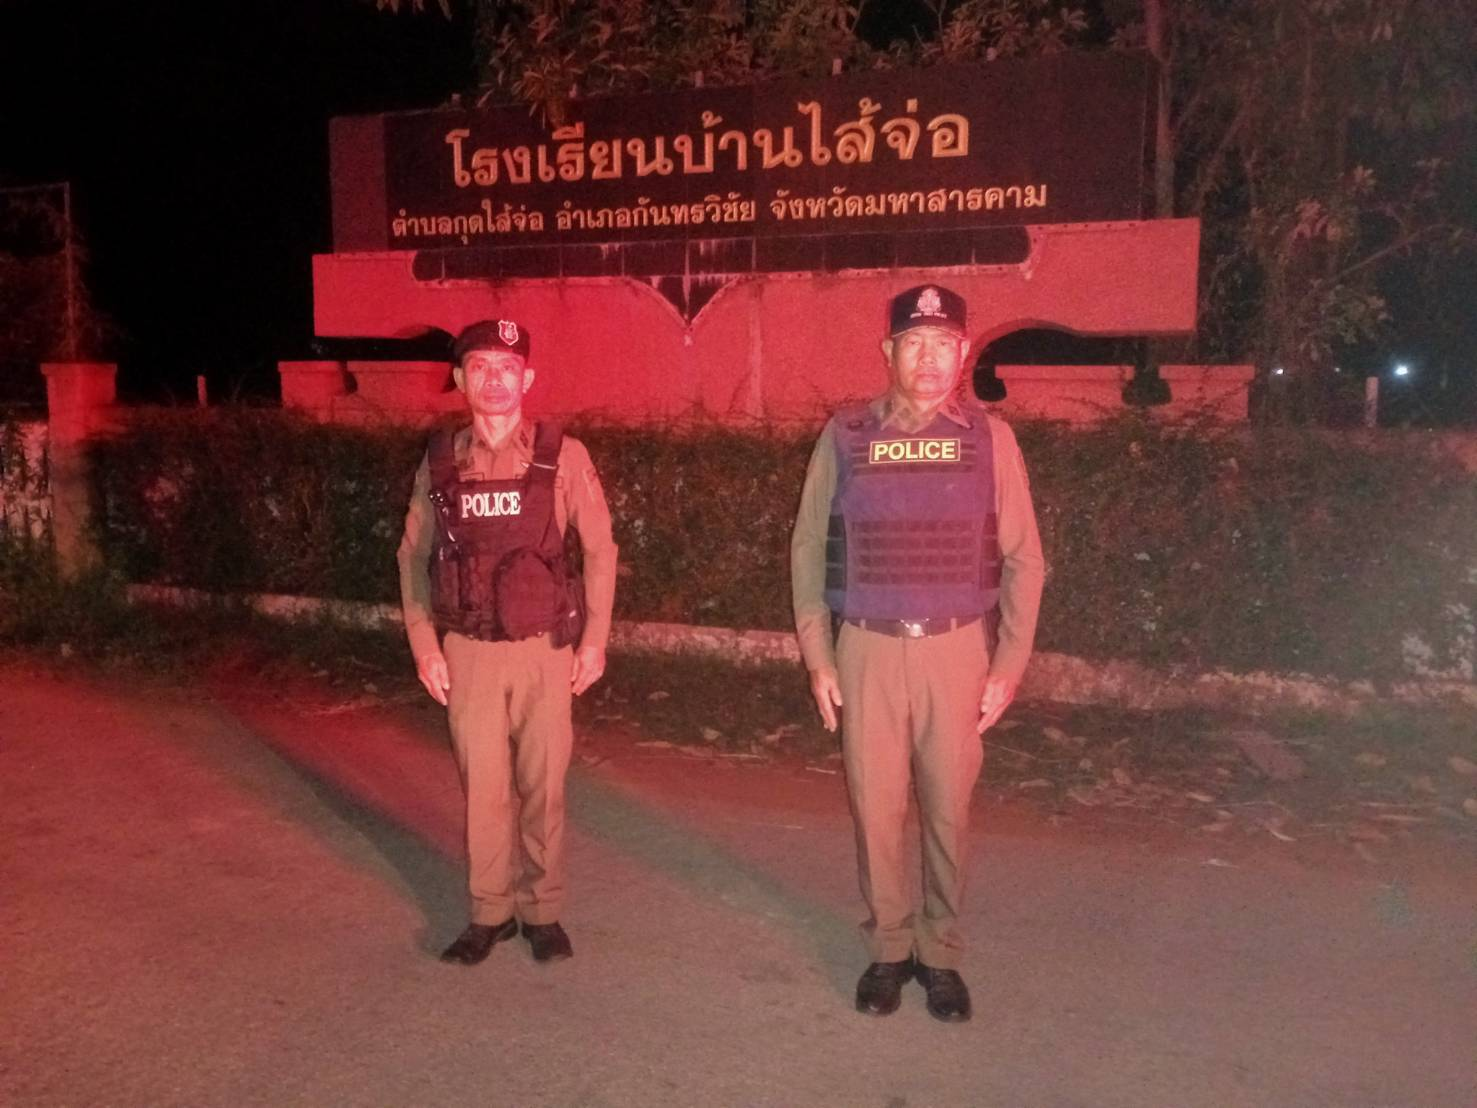 โรงเรียนบ้านไส้จ่อ
ตำบลกุดใส้จ่อ อำเภอกันทรวิชัย จังหวัดมหาสารคาม
POLICE
POLICE